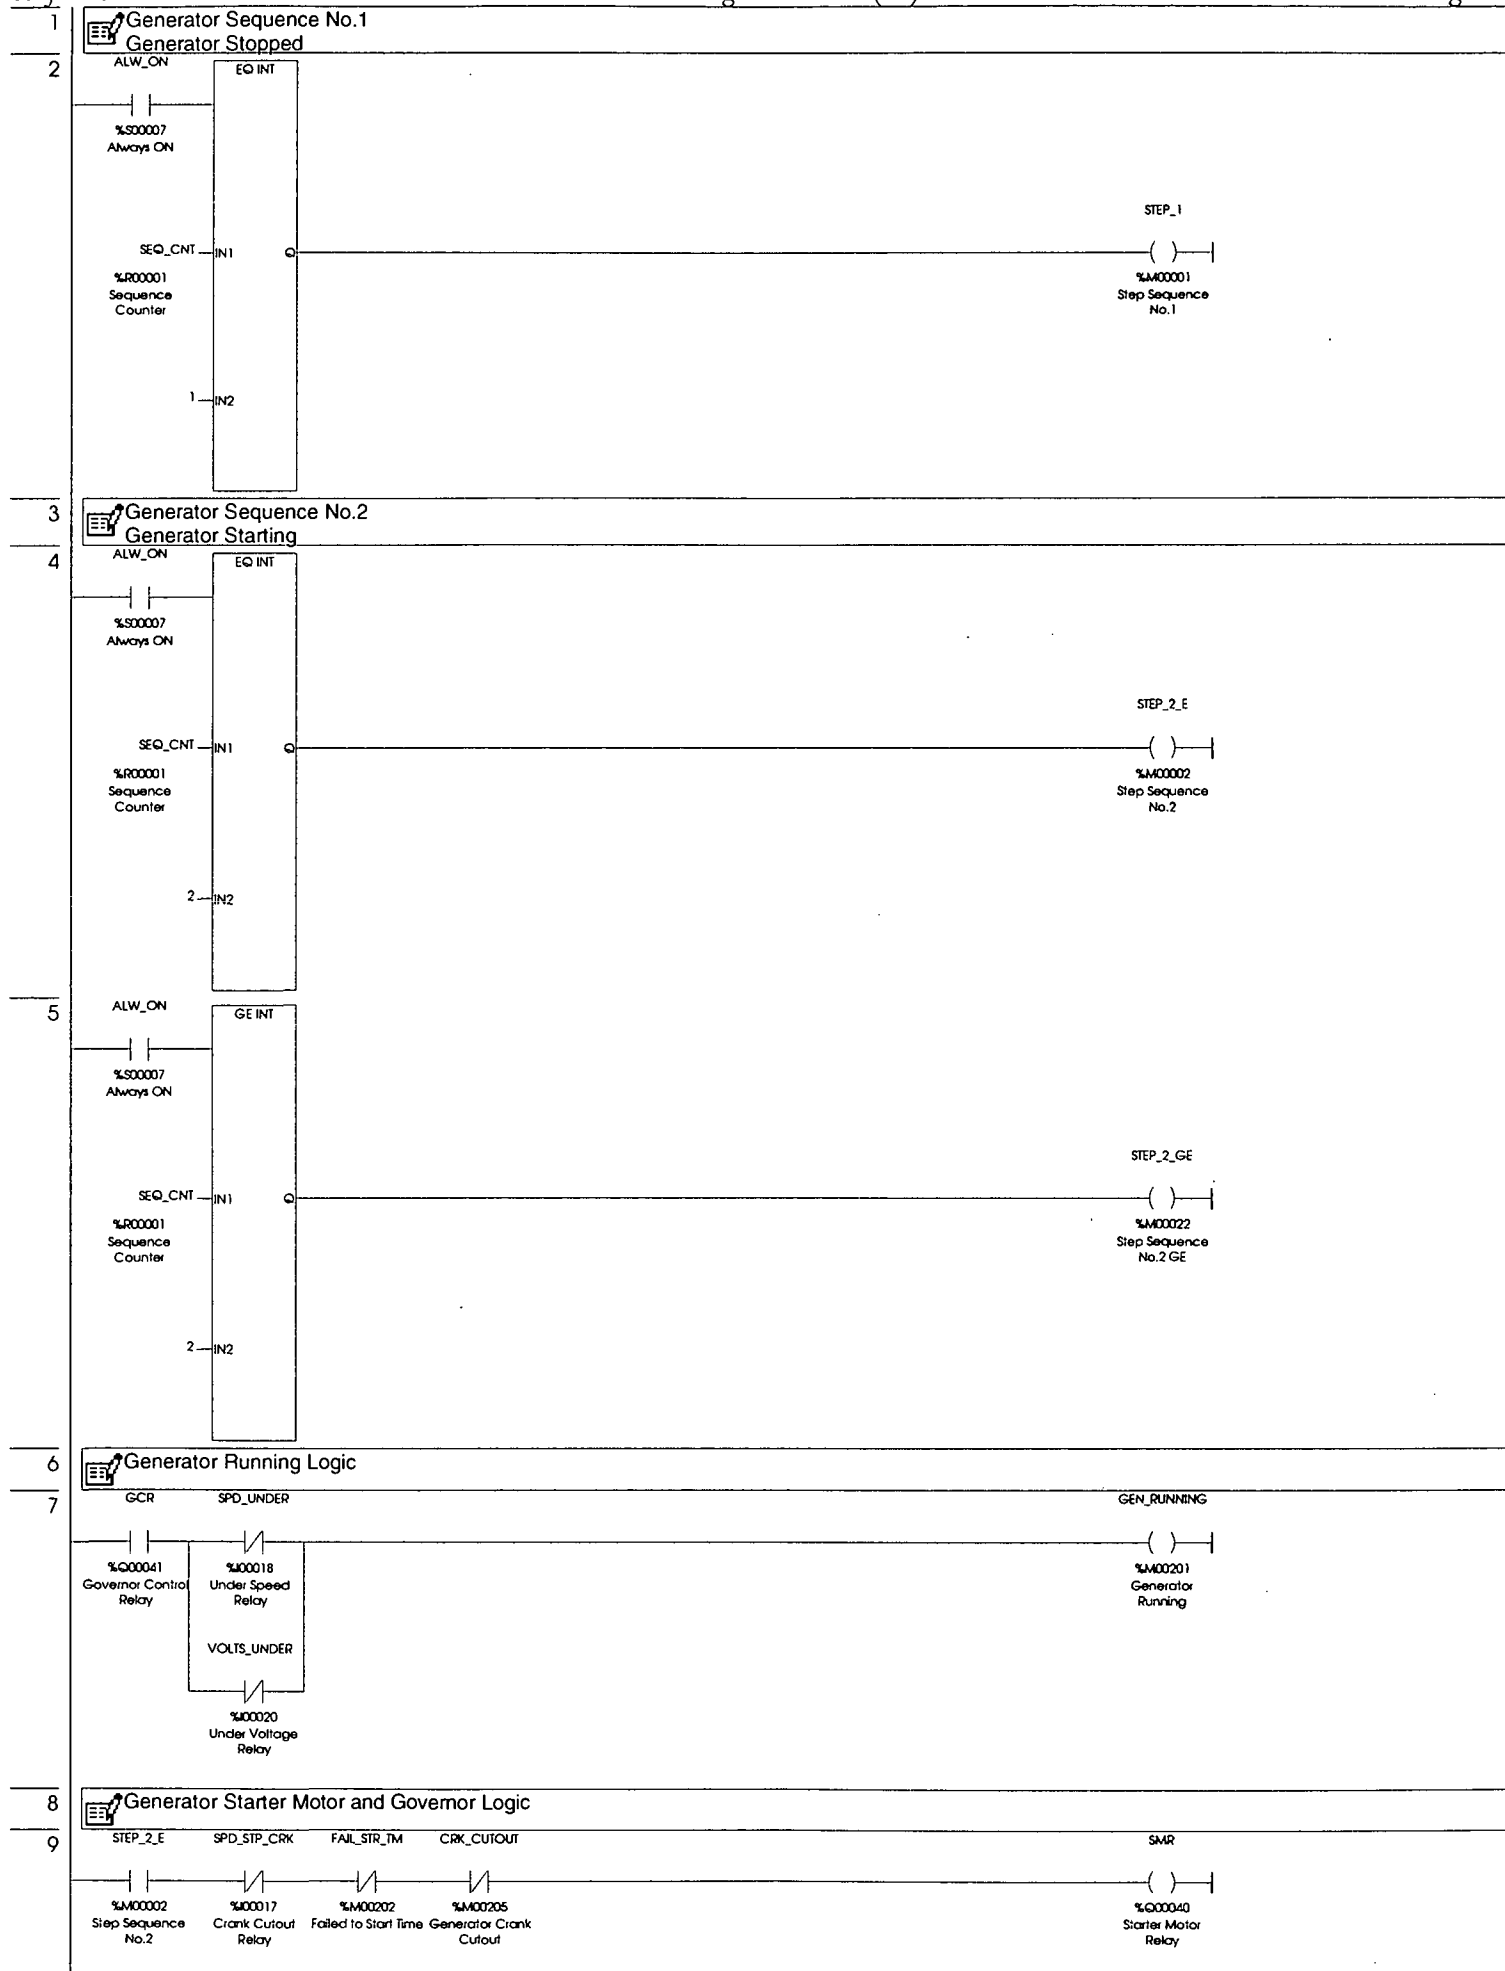 1
Generator Sequence No.1
Generator Stopped
2
ALW_ON
EQ INT
%S00007
Always ON
STEP_1
SEQ_CNT
IN1
Q
%R00001
Sequence
Counter
%M00001
Step Sequence
No.1
1
IN2
3
Generator Sequence No.2
Generator Starting
4
ALW_ON
EQ INT
%S00007
Always ON
STEP_2_E
SEQ_CNT
IN1
Q
%R00001
Sequence
Counter
%M00002
Step Sequence
No.2
2
IN2
5
ALW_ON
GE INT
%S00007
Always ON
STEP_2_GE
SEQ_CNT
IN1
Q
%R00001
Sequence
Counter
%M00022
Step Sequence
No.2 GE
2
IN2
6
Generator Running Logic
7
GCR SPD_UNDER GEN_RUNNING
%Q00041 %I00018 %M00201
Governor Control Under Speed Generator
Relay Relay Running
VOLTS_UNDER
%I00020
Under Voltage
Relay
8
Generator Starter Motor and Governor Logic
9
STEP_2_E SPD_STP_CRK FAIL_STR_TM CRK_CUTOUT SMR
%M00002 %I00017 %M00202 %M00205 %Q00040
Step Sequence Crank Cutout Failed to Start Time Generator Crank Starter Motor
No.2 Relay Cutout Relay